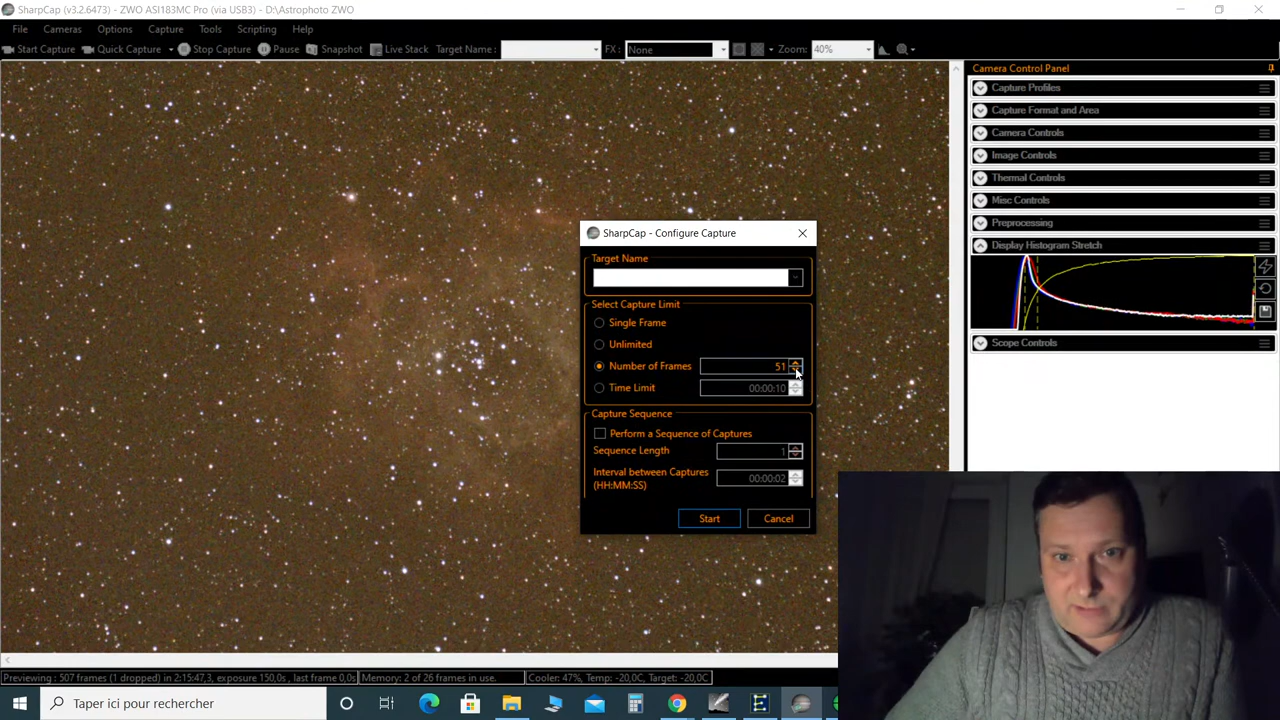 SharpCap (v3.2.6473) - ZWO ASI183MC Pro (via USB3) - D:\Astrophoto ZWO
File Cameras Options Capture Tools Scripting Help
Start Capture Quick Capture Stop Capture Pause Snapshot Live Stack Target Name : FX : None Zoom: 40%
Camera Control Panel
Capture Profiles
Capture Format and Area
Camera Controls
Image Controls
Thermal Controls
Misc Controls
Preprocessing
Display Histogram Stretch
Scope Controls
SharpCap - Configure Capture
Target Name
Select Capture Limit
Single Frame
Unlimited
Number of Frames 51
Time Limit 00:00:10
Capture Sequence
Perform a Sequence of Captures
Sequence Length 1
Interval between Captures
(HH:MM:SS) 00:00:02
Start Cancel
Previewing : 507 frames (1 dropped) in 2:15:47,3 , exposure 150,0s , last frame 0,0s Memory: 2 of 26 frames in use. Cooler: 47%, Temp: -20,0C, Target: -20,0C
Taper ici pour rechercher